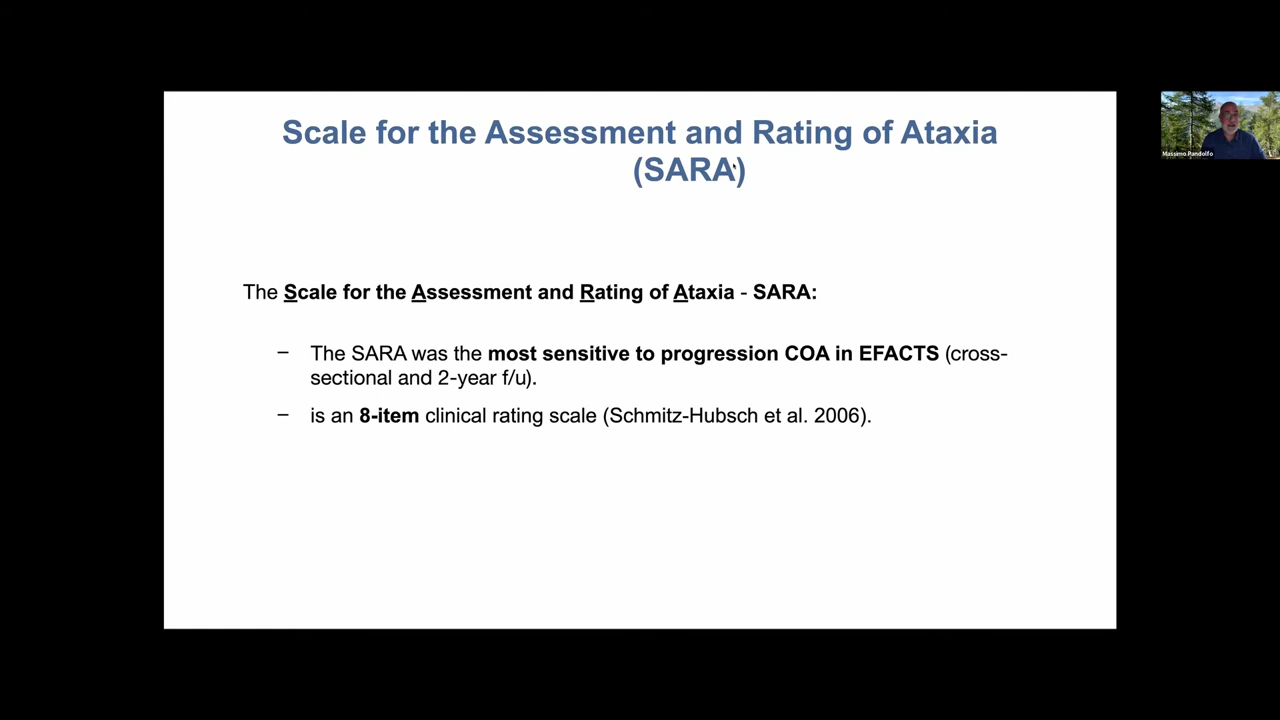 Scale for the Assessment and Rating of Ataxia
(SARA)
Massimo Pandolfo
The Scale for the Assessment and Rating of Ataxia - SARA:
– The SARA was the most sensitive to progression COA in EFACTS (cross-
sectional and 2-year f/u).
– is an 8-item clinical rating scale (Schmitz-Hubsch et al. 2006).